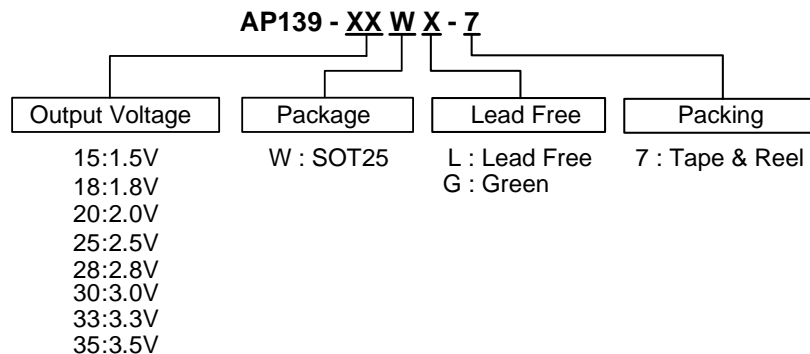 AP139 - XX W X - 7
Output Voltage
Package
Lead Free
Packing
15:1.5V
18:1.8V
20:2.0V
25:2.5V
28:2.8V
30:3.0V
33:3.3V
35:3.5V
W : SOT25
L : Lead Free
G : Green
7 : Tape & Reel